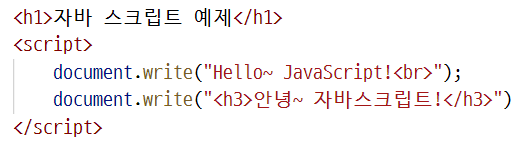 <h1>자바 스크립트 예제</h1>
<script>
    document.write("Hello~ JavaScript!<br>");
    document.write("<h3>안녕~ 자바스크립트!</h3>")
</script>